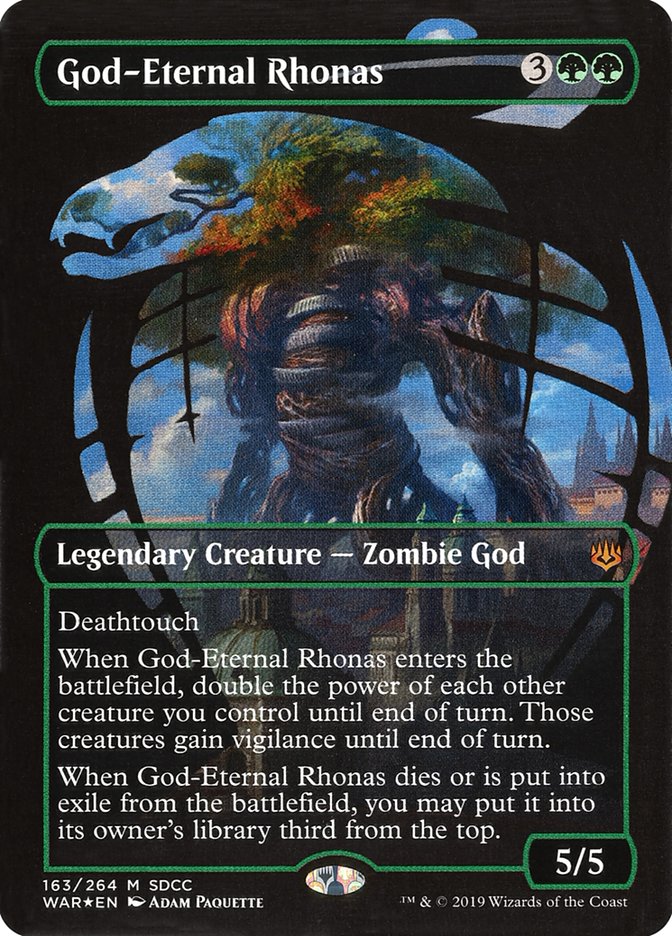 God-Eternal Rhonas 3
Legendary Creature — Zombie God
Deathtouch
When God-Eternal Rhonas enters the
battlefield, double the power of each other
creature you control until end of turn. Those
creatures gain vigilance until end of turn.
When God-Eternal Rhonas dies or is put into
exile from the battlefield, you may put it into
its owner's library third from the top.
5/5
163/264 M SDCC
WAR★EN Adam Paquette
™ & © 2019 Wizards of the Coast